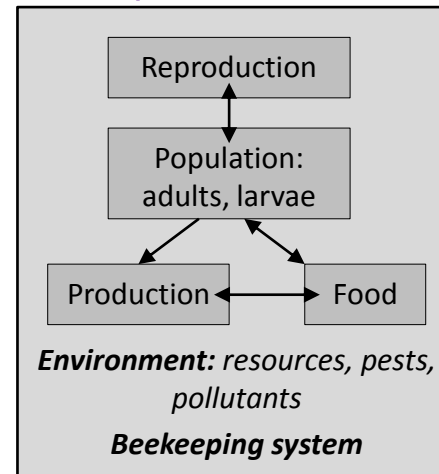 Reproduction
Population:
adults, larvae
Production
Food
Environment: resources, pests,
pollutants
Beekeeping system